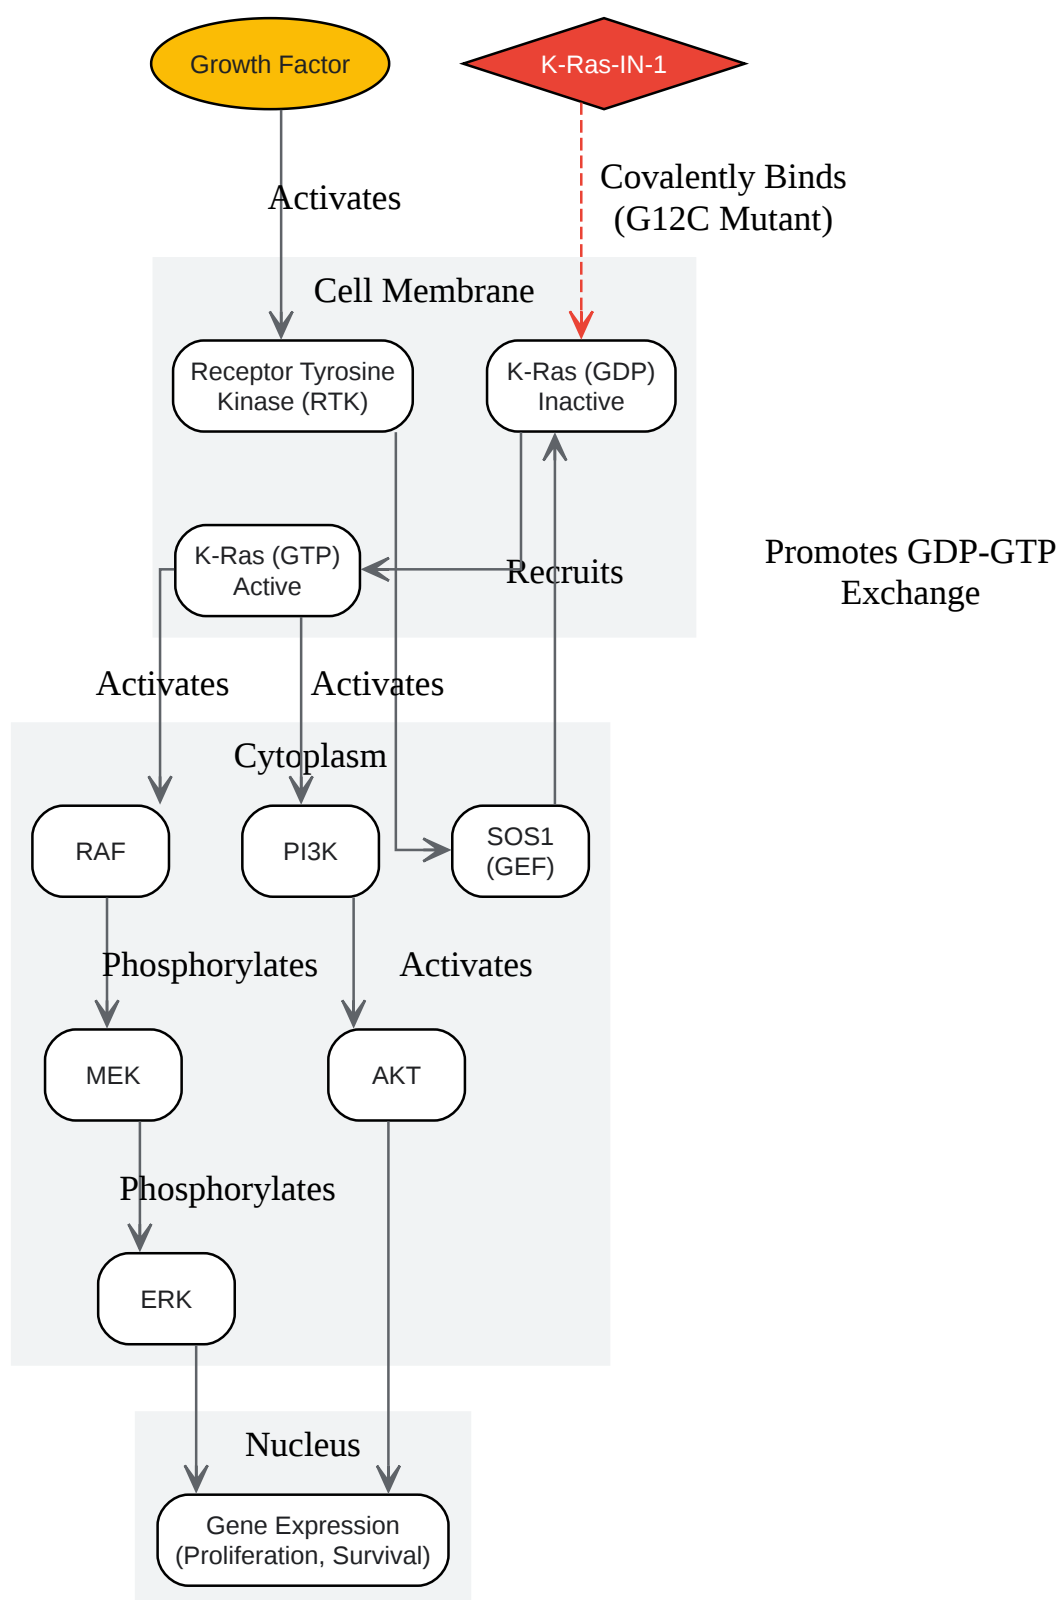 Growth Factor
K-Ras-IN-1
Activates
Covalently Binds
(G12C Mutant)
Cell Membrane
Receptor Tyrosine
Kinase (RTK)
K-Ras (GDP)
Inactive
K-Ras (GTP)
Active
Recruits
Promotes GDP-GTP
Exchange
Activates
Activates
Cytoplasm
RAF
PI3K
SOS1
(GEF)
Phosphorylates
Activates
MEK
AKT
Phosphorylates
ERK
Nucleus
Gene Expression
(Proliferation, Survival)